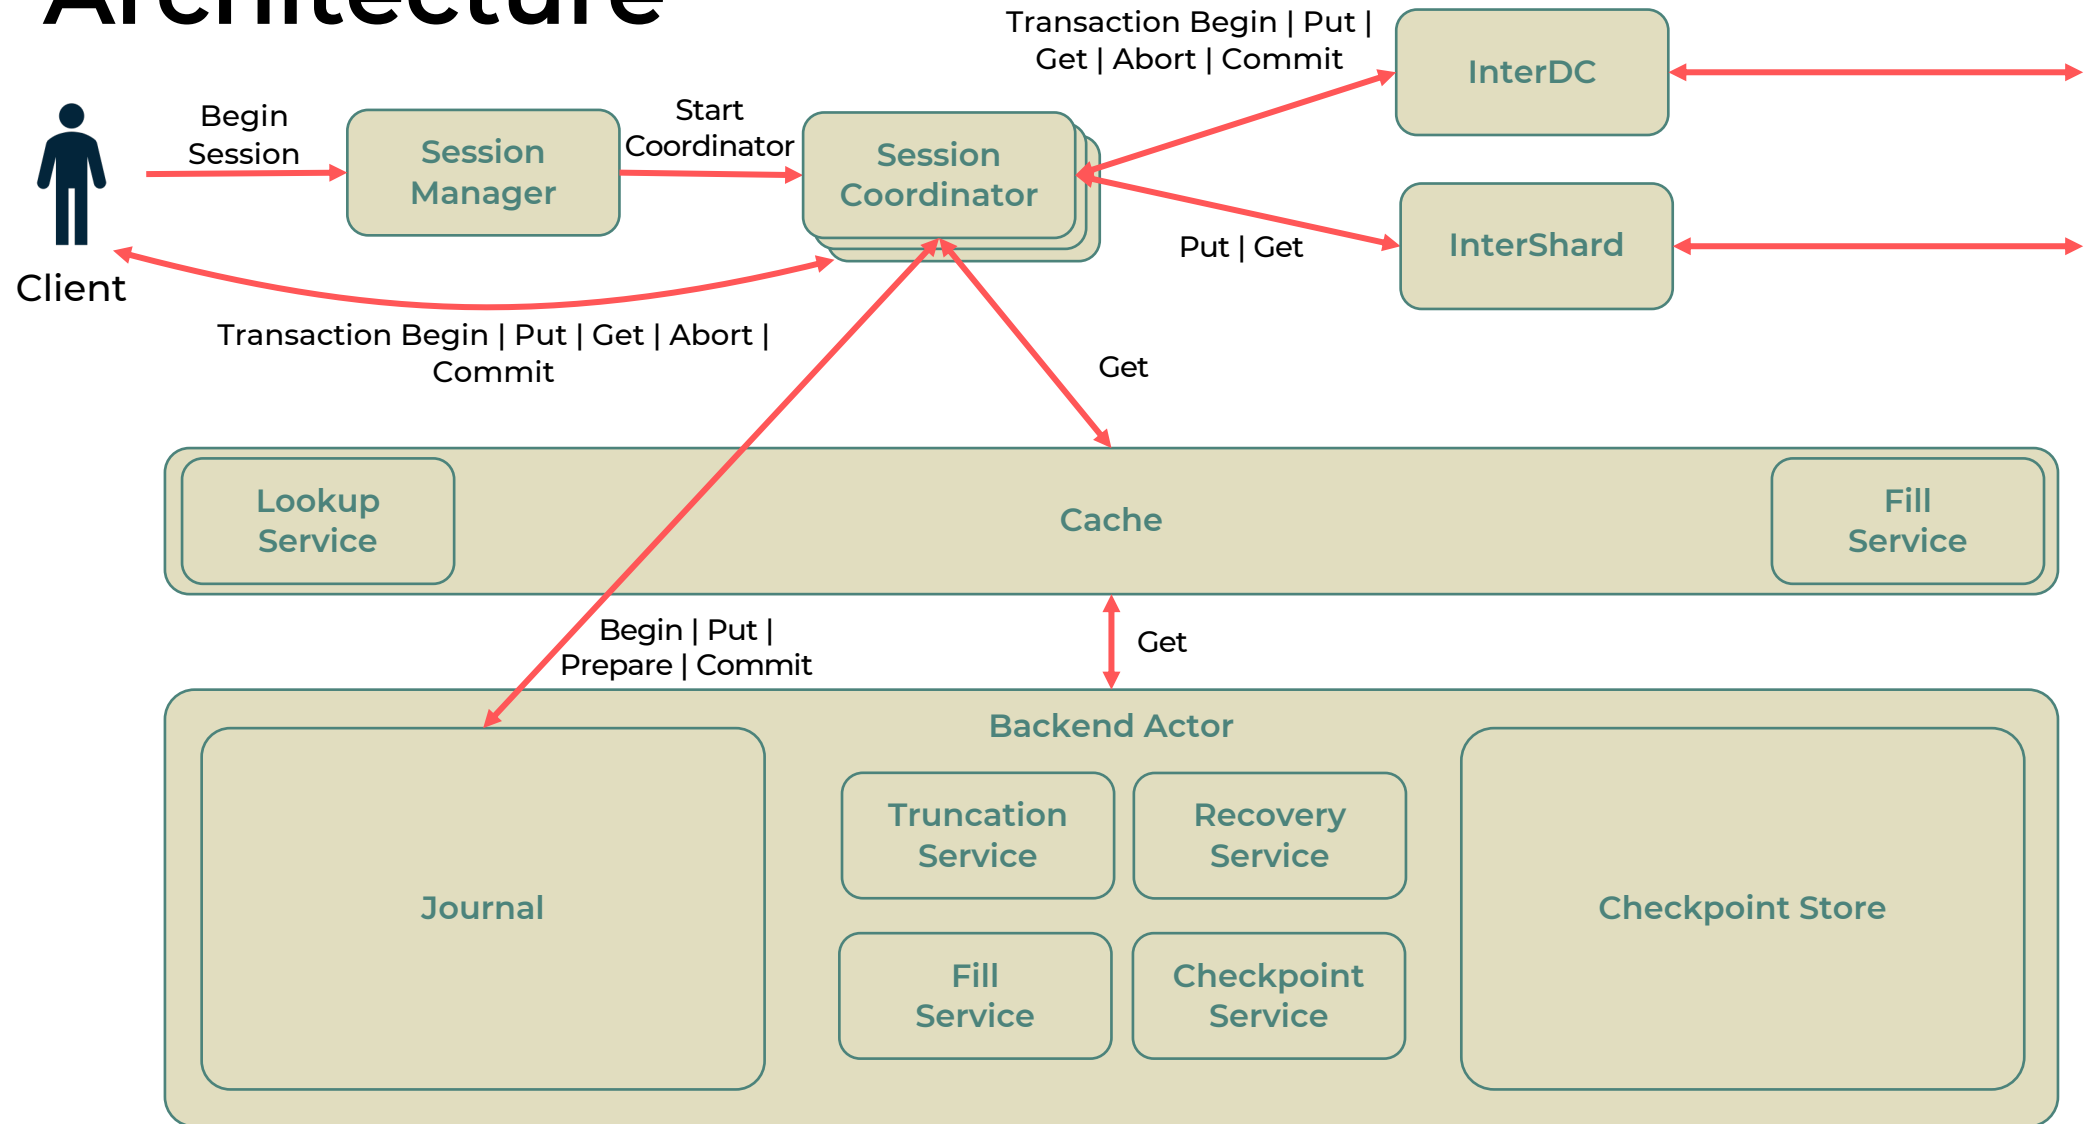 Architecture
Transaction Begin | Put |
Get | Abort | Commit
InterDC
Begin
Session
Session
Manager
Start
Coordinator
Session
Coordinator
Put | Get
InterShard
Client
Transaction Begin | Put | Get | Abort |
Commit
Get
Lookup
Service
Cache
Fill
Service
Begin | Put |
Prepare | Commit
Get
Backend Actor
Journal
Truncation
Service
Recovery
Service
Fill
Service
Checkpoint
Service
Checkpoint Store